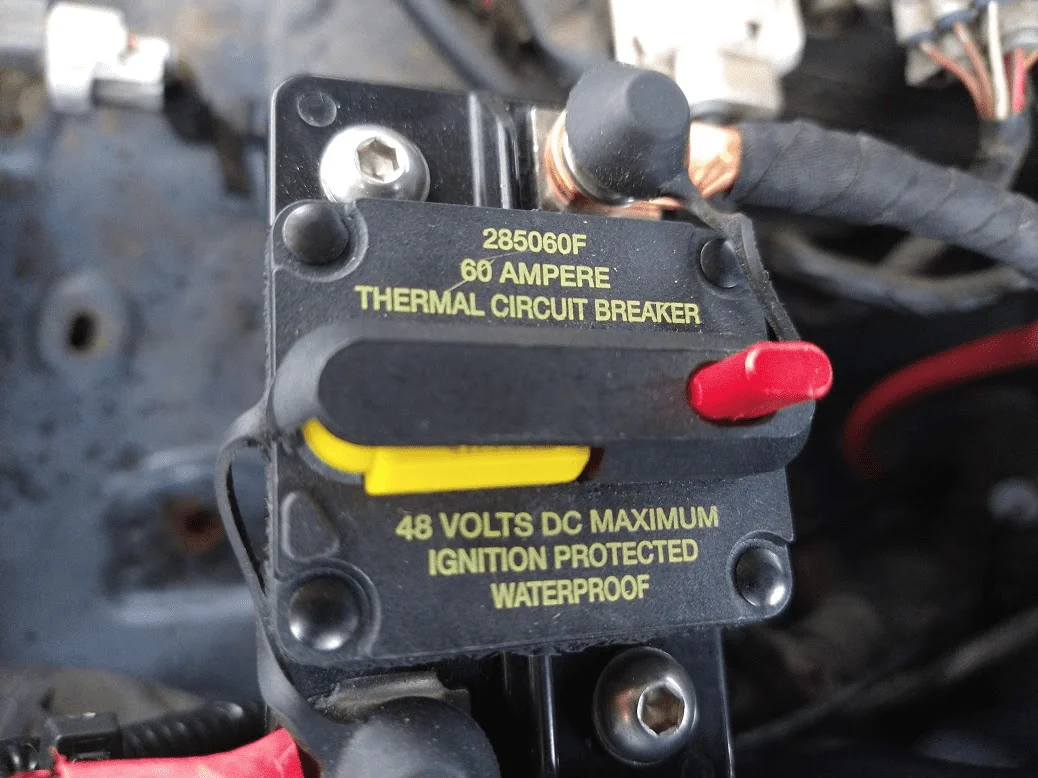 285060F
60 AMPERE
THERMAL CIRCUIT BREAKER
48 VOLTS DC MAXIMUM
IGNITION PROTECTED
WATERPROOF